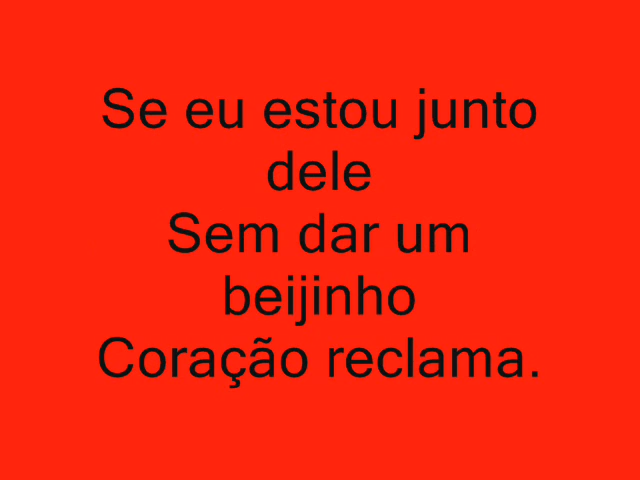 Se eu estou junto
dele
Sem dar um
beijinho
Coração reclama.